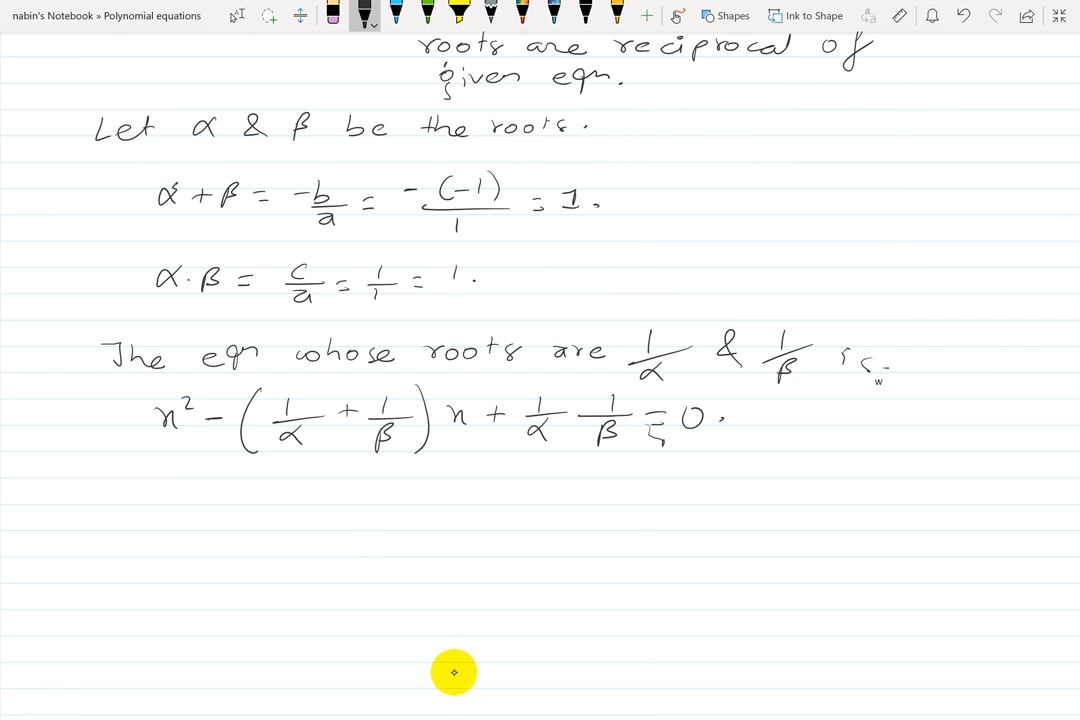 nabin's Notebook » Polynomial equations
Shapes
Ink to Shape
roots are reciprocal of
given eqn.
Let α & β be the roots.
α + β = -b/a = -(-1)/1 = 1.
α · β = c/a = 1/1 = 1.
The eqn whose roots are 1/α & 1/β is
x² - (1/α + 1/β) x + 1/α 1/β = 0.